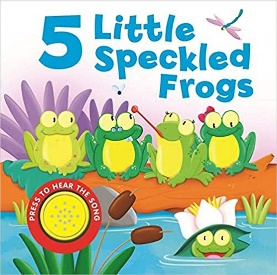 5 Little
Speckled
Frogs
PRESS TO HEAR THE SONG